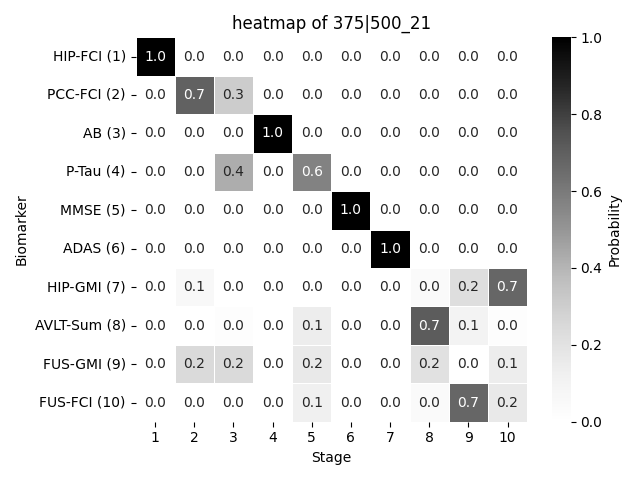 heatmap of 375|500_21
HIP-FCI (1) 1.0 0.0 0.0 0.0 0.0 0.0 0.0 0.0 0.0 0.0
PCC-FCI (2) 0.0 0.7 0.3 0.0 0.0 0.0 0.0 0.0 0.0 0.0
AB (3) 0.0 0.0 0.0 1.0 0.0 0.0 0.0 0.0 0.0 0.0
P-Tau (4) 0.0 0.0 0.4 0.0 0.6 0.0 0.0 0.0 0.0 0.0
MMSE (5) 0.0 0.0 0.0 0.0 0.0 1.0 0.0 0.0 0.0 0.0
ADAS (6) 0.0 0.0 0.0 0.0 0.0 0.0 1.0 0.0 0.0 0.0
HIP-GMI (7) 0.0 0.1 0.0 0.0 0.0 0.0 0.0 0.0 0.2 0.7
AVLT-Sum (8) 0.0 0.0 0.0 0.0 0.1 0.0 0.0 0.7 0.1 0.0
FUS-GMI (9) 0.0 0.2 0.2 0.0 0.2 0.0 0.0 0.2 0.0 0.1
FUS-FCI (10) 0.0 0.0 0.0 0.0 0.1 0.0 0.0 0.0 0.7 0.2
1 2 3 4 5 6 7 8 9 10
Stage
Biomarker
1.0
0.8
0.6
0.4
0.2
0.0
Probability